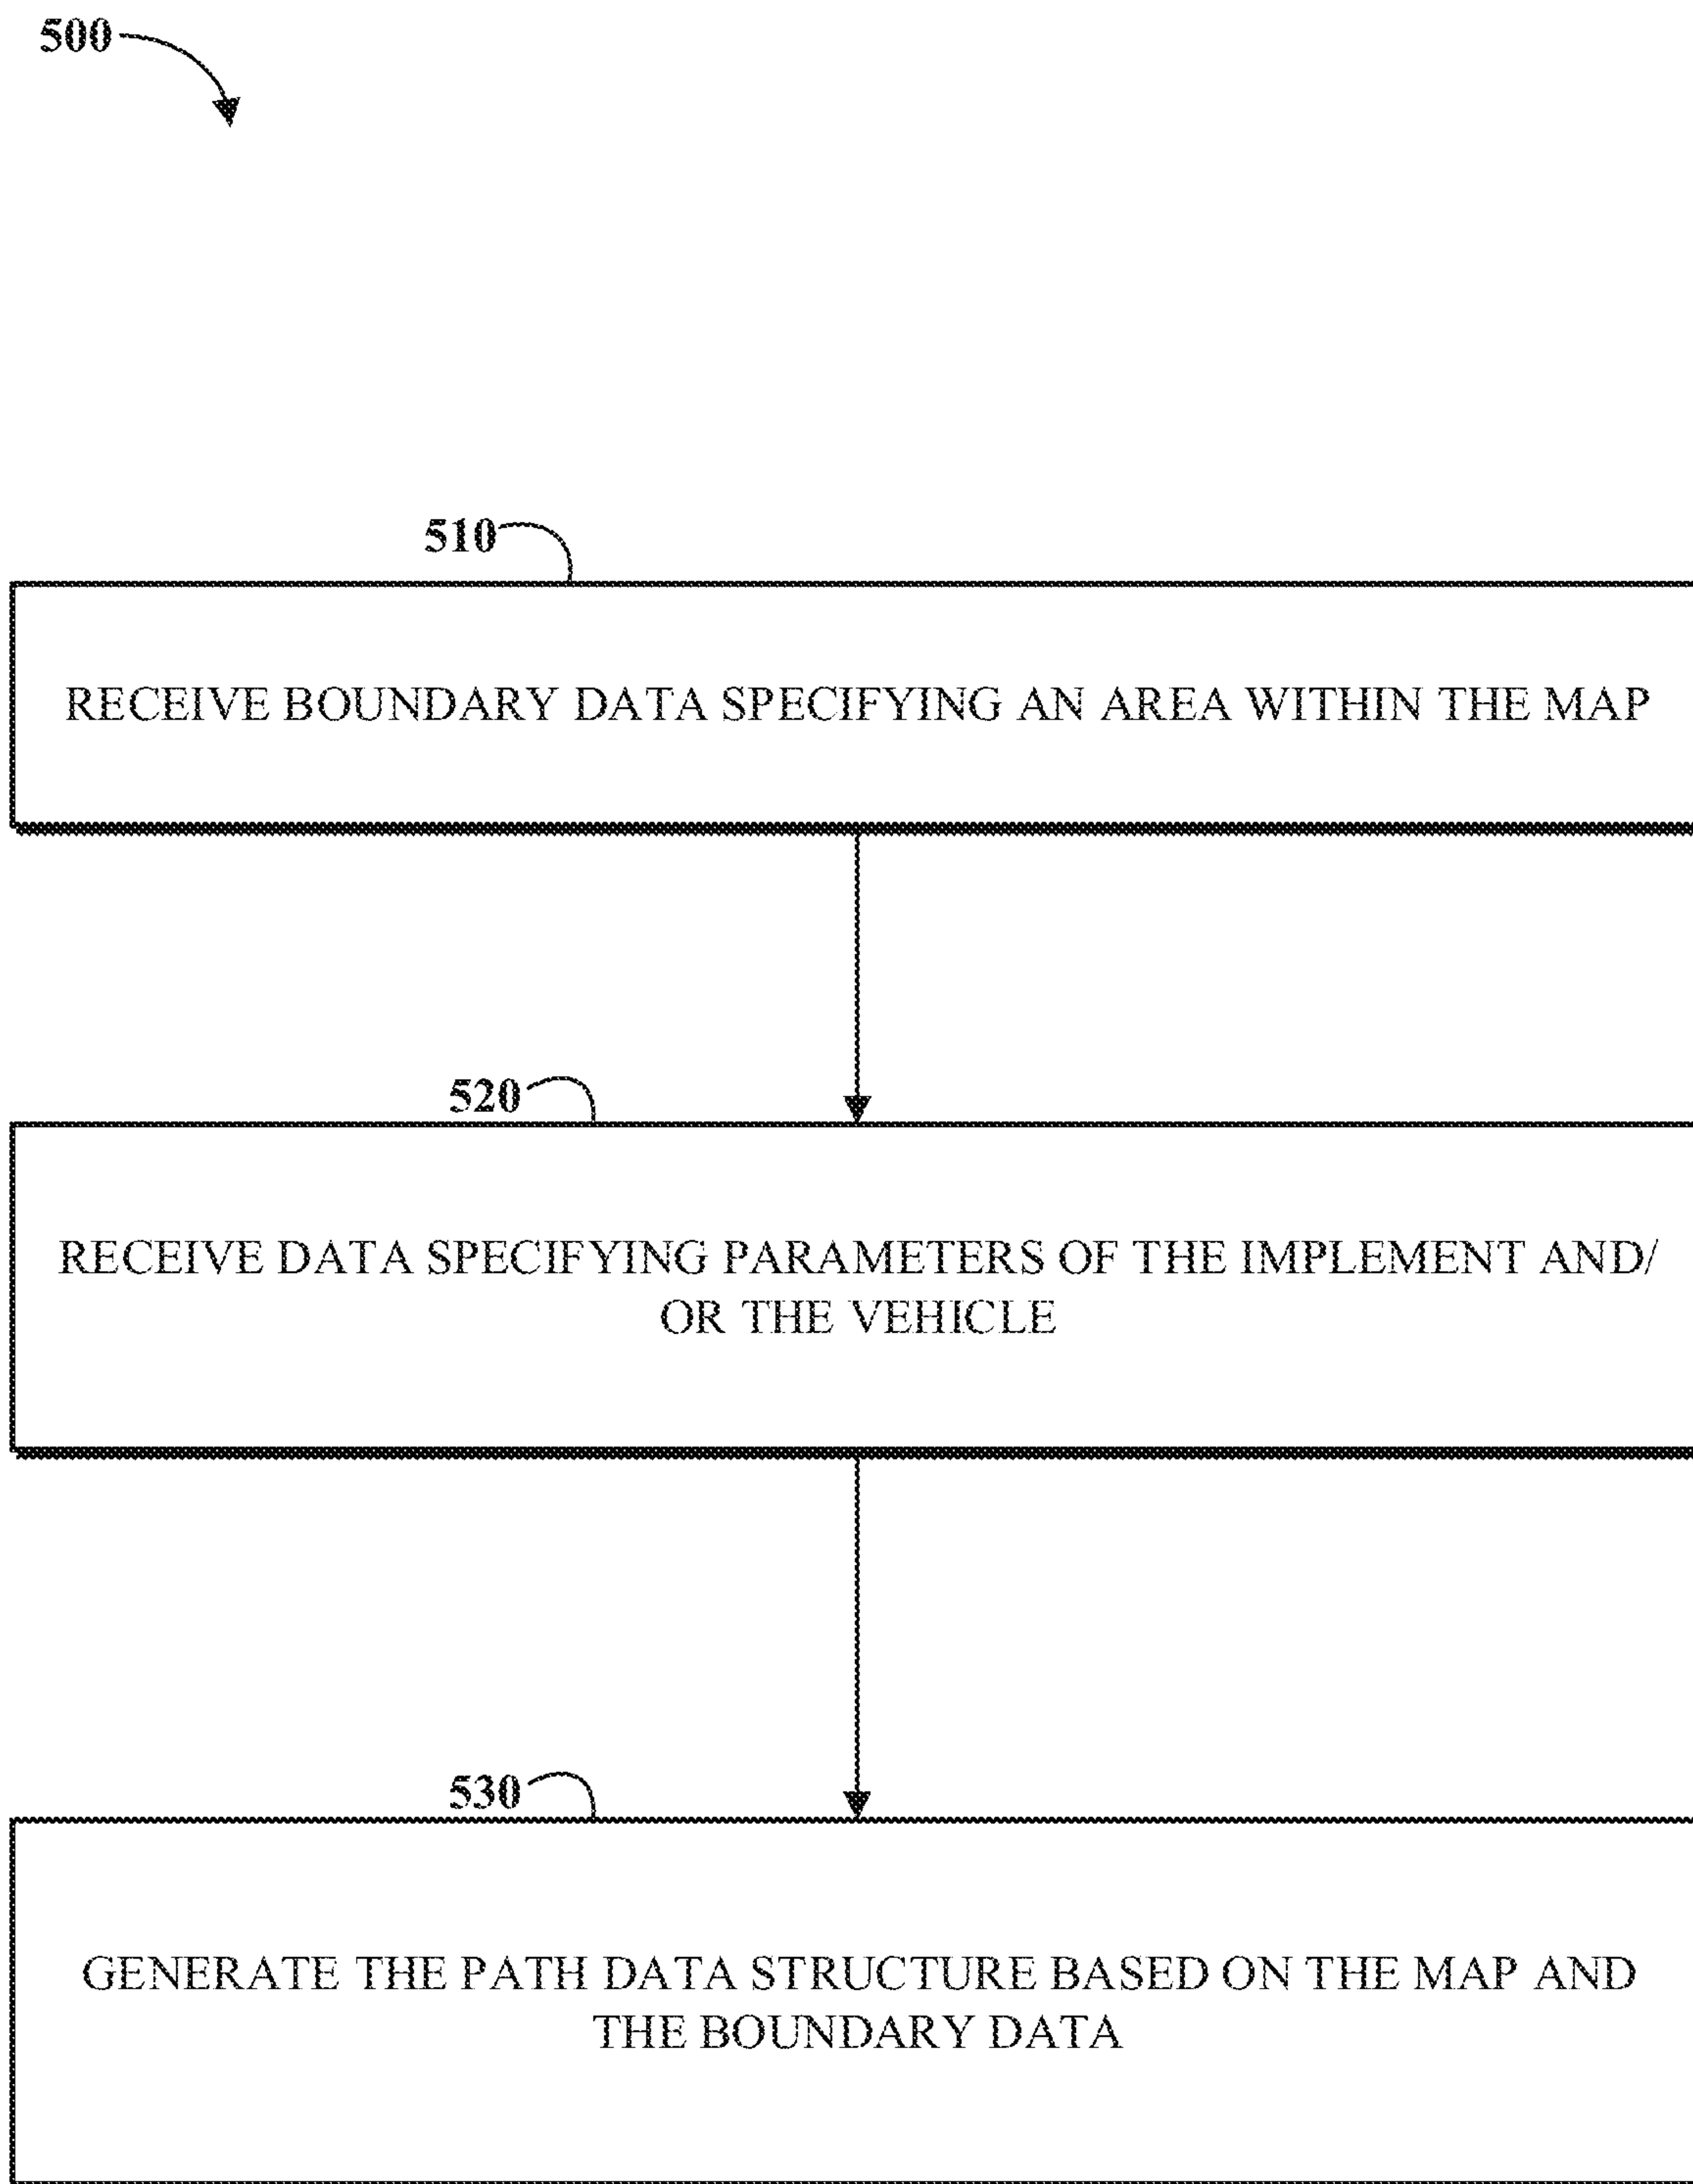 500
510
RECEIVE BOUNDARY DATA SPECIFYING AN AREA WITHIN THE MAP
520
RECEIVE DATA SPECIFYING PARAMETERS OF THE IMPLEMENT AND/
OR THE VEHICLE
530
GENERATE THE PATH DATA STRUCTURE BASED ON THE MAP AND
THE BOUNDARY DATA